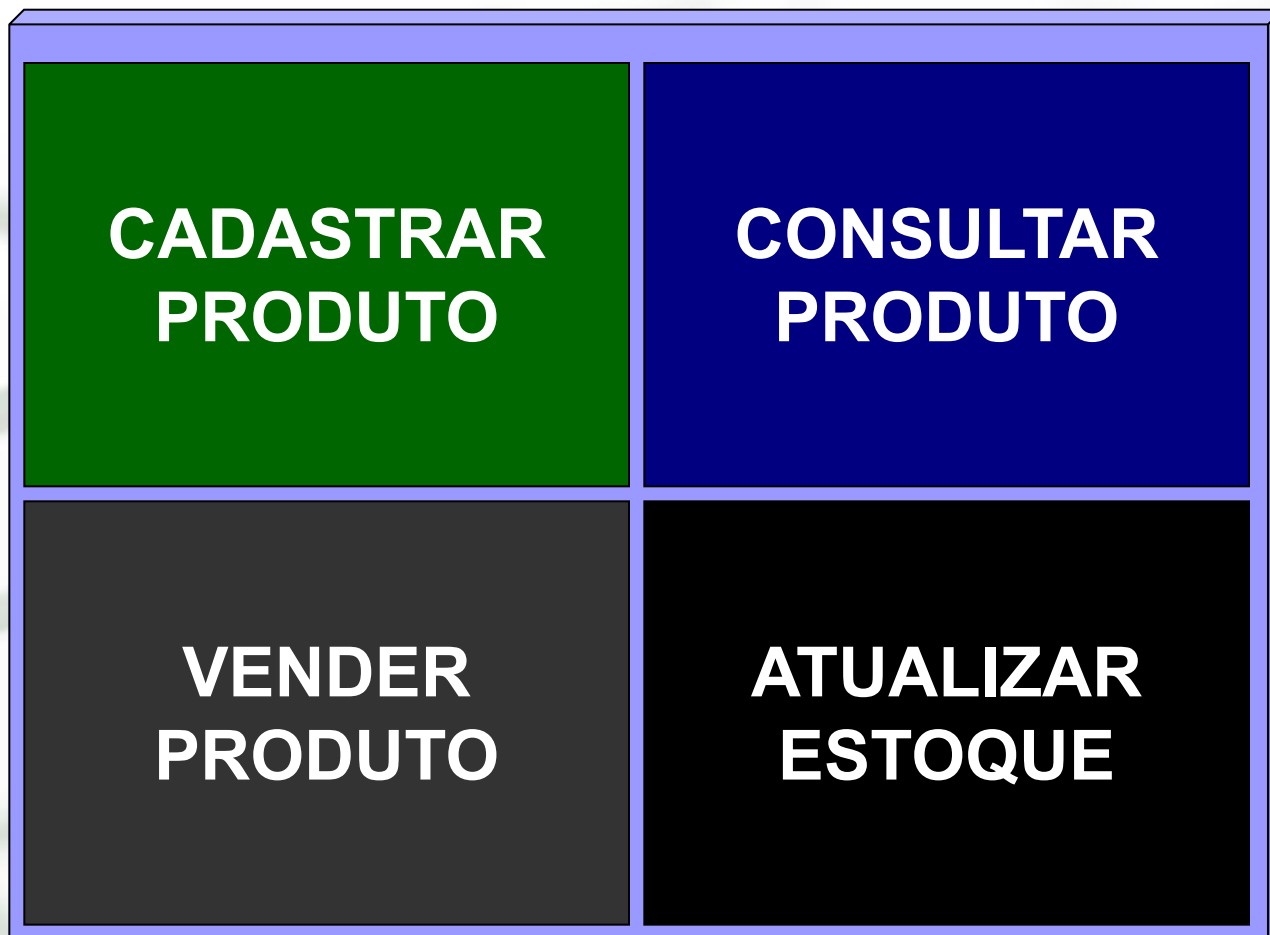 CADASTRAR
PRODUTO
CONSULTAR
PRODUTO
VENDER
PRODUTO
ATUALIZAR
ESTOQUE